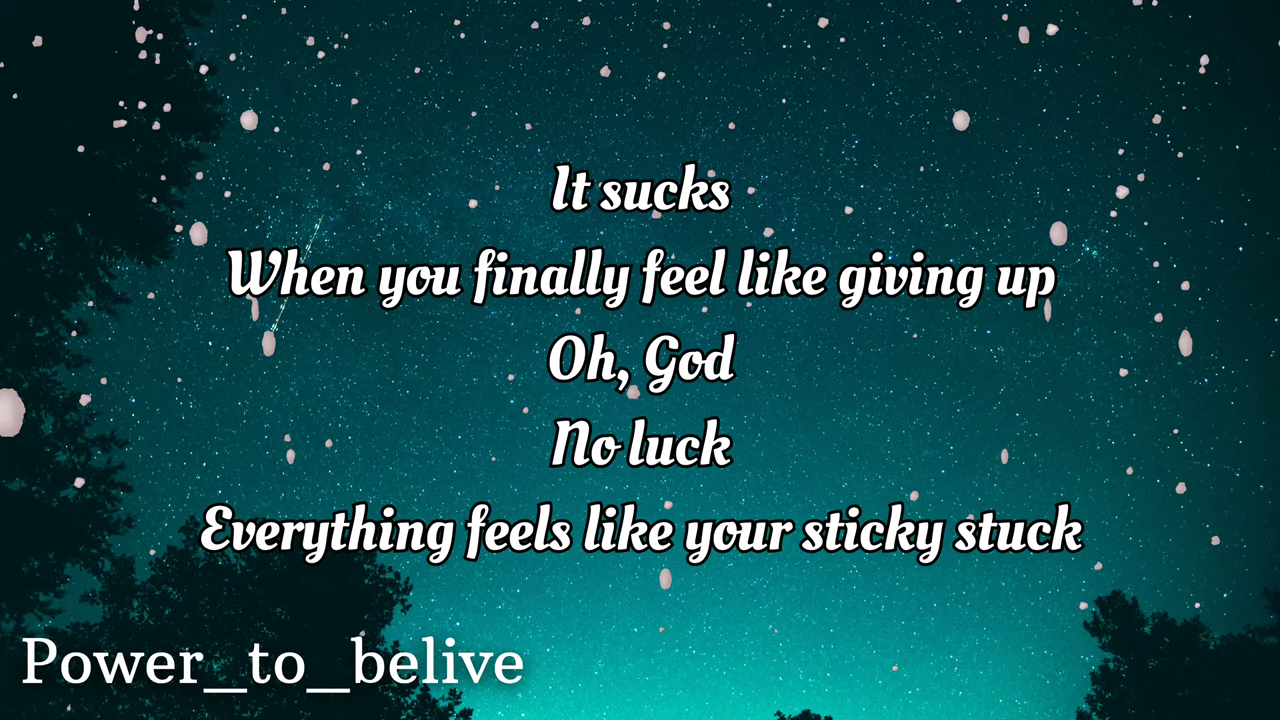 It sucks
When you finally feel like giving up
Oh, God
No luck
Everything feels like your sticky stuck
Power_to_belive